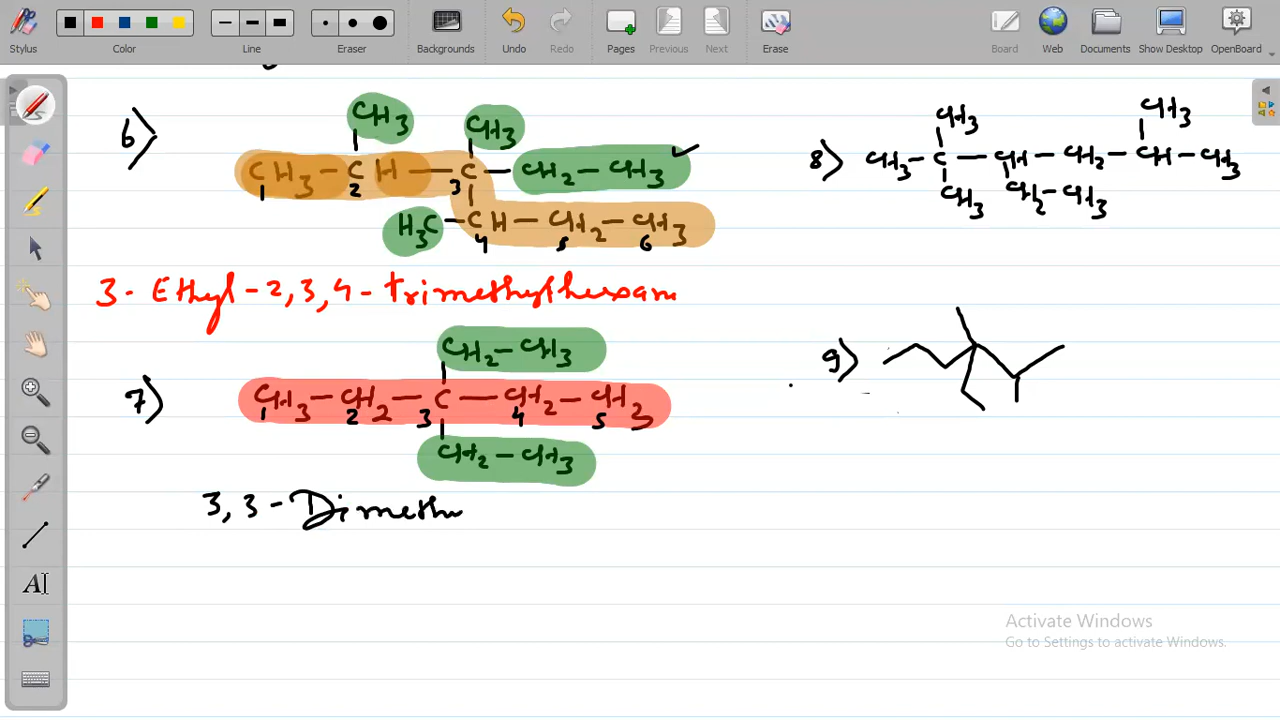 Stylus
Color
Line
Eraser
Backgrounds
Undo
Redo
Pages
Previous
Next
Erase
Board
Web
Documents
Show Desktop
OpenBoard
6)
CH3
CH3
CH3 - CH - C - CH2 - CH3
1 2 3
H3C - CH - CH2 - CH3
4 5 6
3- Ethyl-2,3,4-trimethylhexam
7)
CH2-CH3
CH3 - CH2 - C - CH2 - CH3
1 2 3 4 5
CH2 - CH3
3,3-Dimethu
8)
CH3
CH3
CH3 - C - CH - CH2 - CH - CH3
CH3
CH2 - CH3
9)
AI
Activate Windows
Go to Settings to activate Windows.